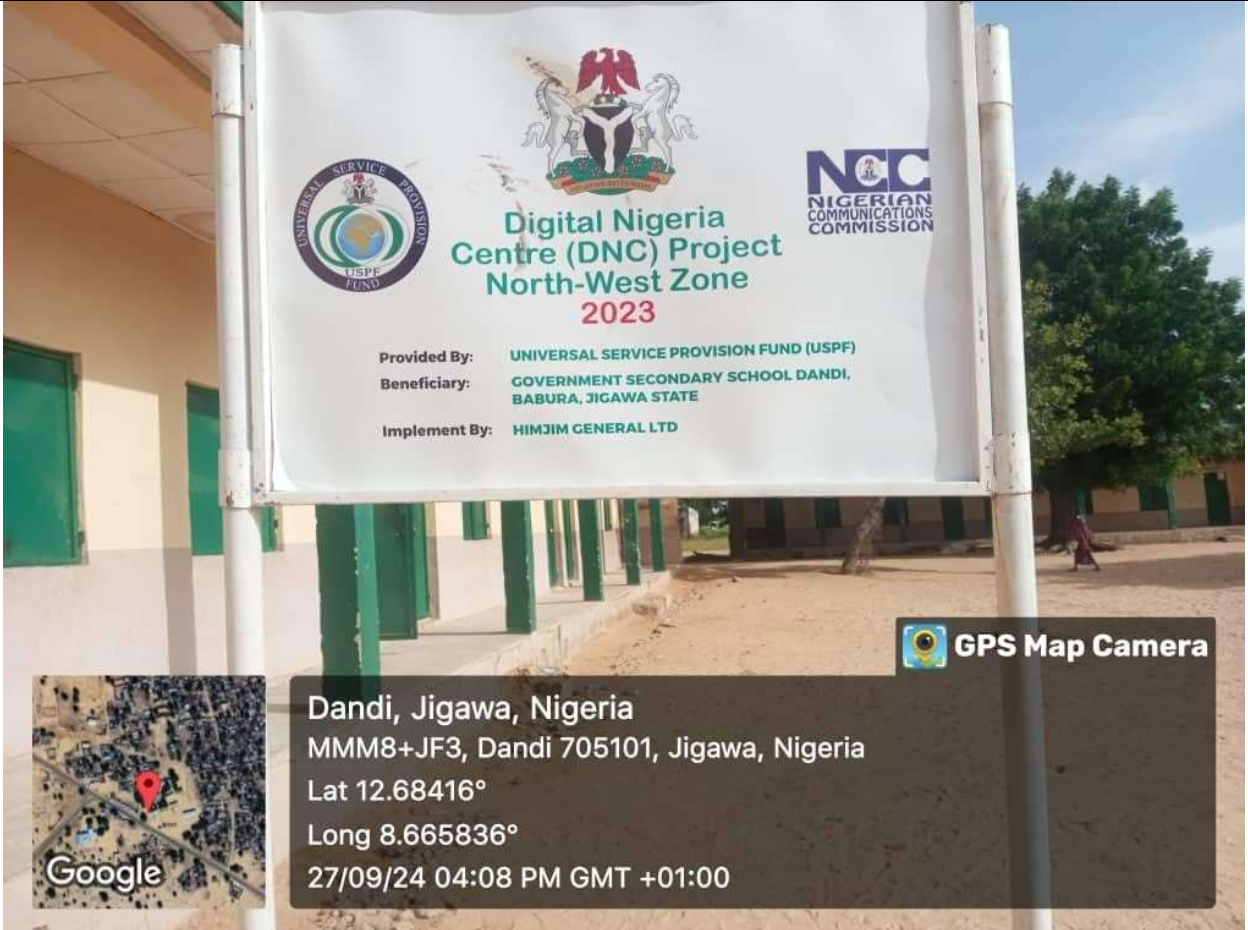 UNIVERSAL SERVICE PROVISION
USPF
FUND
NCC
NIGERIAN
COMMUNICATIONS
COMMISSION
Digital Nigeria
Centre (DNC) Project
North-West Zone
2023
Provided By: UNIVERSAL SERVICE PROVISION FUND (USPF)
Beneficiary: GOVERNMENT SECONDARY SCHOOL DANDI,
BABURA, JIGAWA STATE
Implement By: HIMJIM GENERAL LTD
GPS Map Camera
Google
Dandi, Jigawa, Nigeria
MMM8+JF3, Dandi 705101, Jigawa, Nigeria
Lat 12.68416°
Long 8.665836°
27/09/24 04:08 PM GMT +01:00